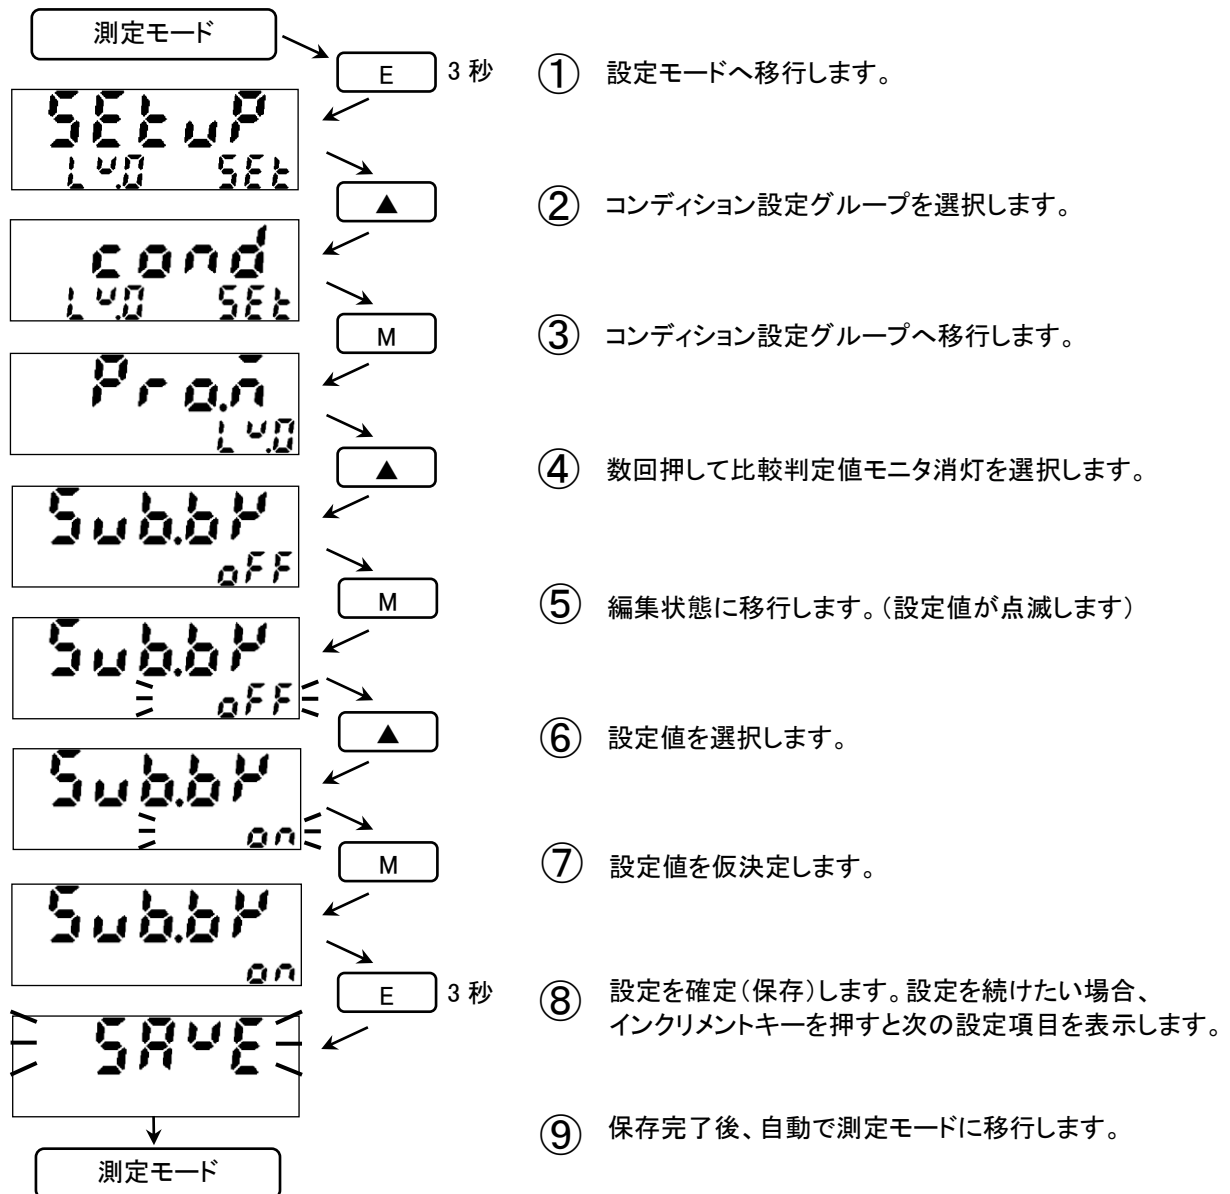 測定モード
E 3 秒 ① 設定モードへ移行します。
SEtuP
Lv.0 SEt
▲ ② コンディション設定グループを選択します。
cond
Lv.0 SEt
M ③ コンディション設定グループへ移行します。
Pro.ñ
Lv.0
▲ ④ 数回押して比較判定値モニタ消灯を選択します。
Sub.bY
oFF
M ⑤ 編集状態に移行します。(設定値が点滅します)
Sub.bY
oFF
▲ ⑥ 設定値を選択します。
Sub.bY
on
M ⑦ 設定値を仮決定します。
Sub.bY
on
E 3 秒 ⑧ 設定を確定(保存)します。設定を続けたい場合、
インクリメントキーを押すと次の設定項目を表示します。
SAvE
⑨ 保存完了後、自動で測定モードに移行します。
測定モード